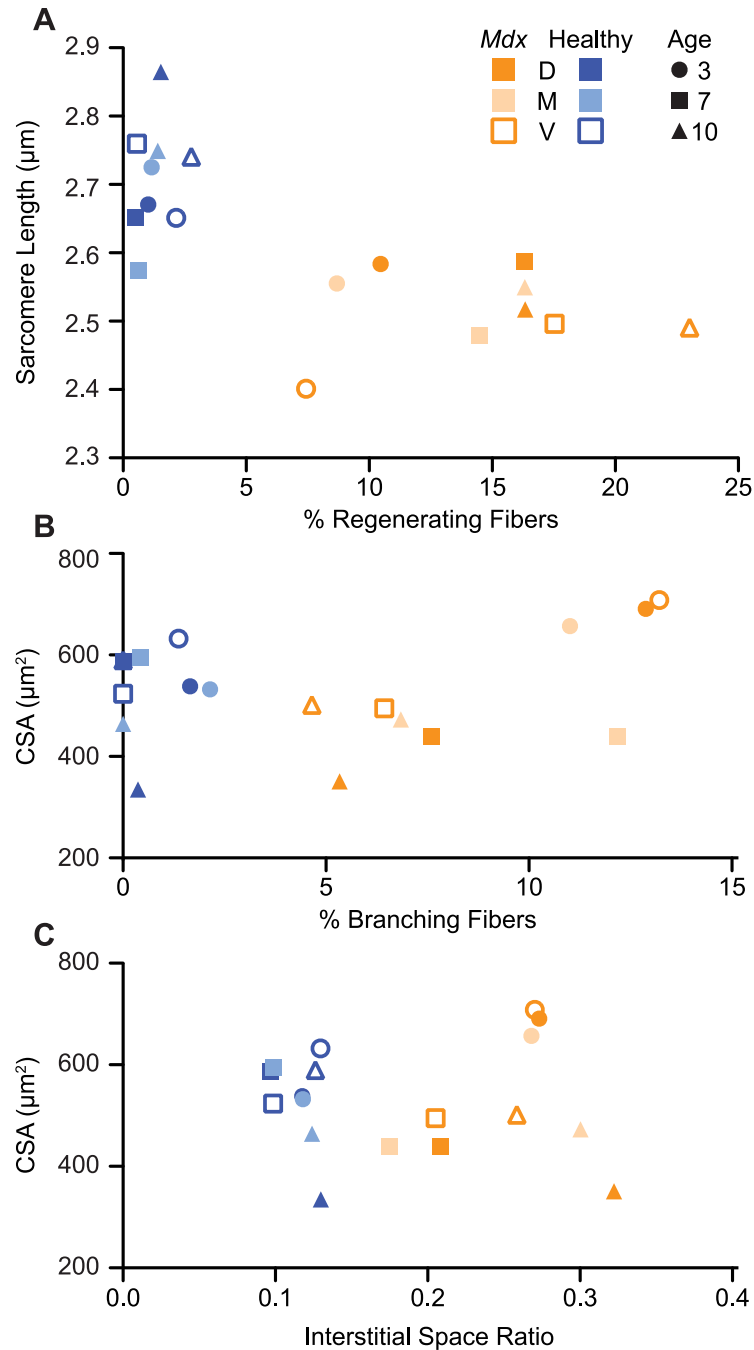 A
Mdx Healthy Age
D 3
M 7
V 10
2.9
2.8
2.7
2.6
2.5
2.4
2.3
Sarcomere Length (µm)
0 5 10 15 20 25
% Regenerating Fibers
B
800
600
400
200
CSA (µm²)
0 5 10 15
% Branching Fibers
C
800
600
400
200
CSA (µm²)
0.0 0.1 0.2 0.3 0.4
Interstitial Space Ratio